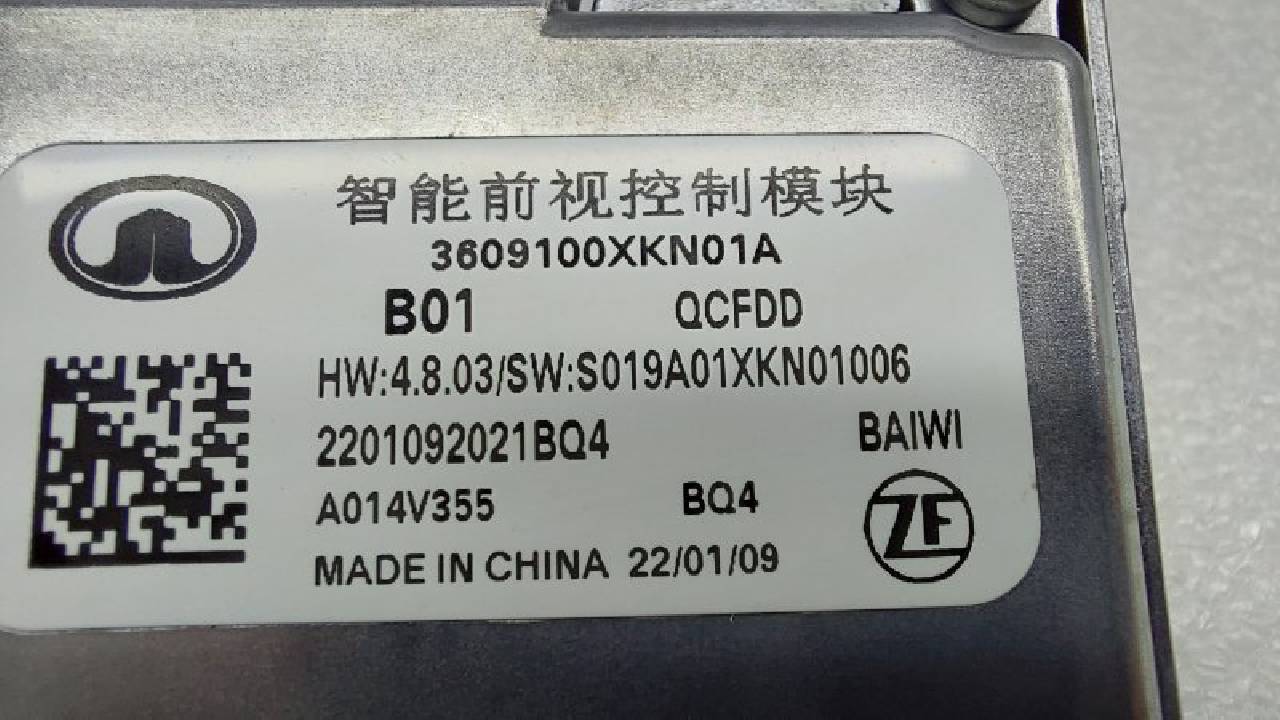 智能前视控制模块
3609100XKN01A
B01 QCFDD
HW:4.8.03/SW:S019A01XKN01006
2201092021BQ4 BAIWI
A014V355 BQ4 ZF
MADE IN CHINA 22/01/09